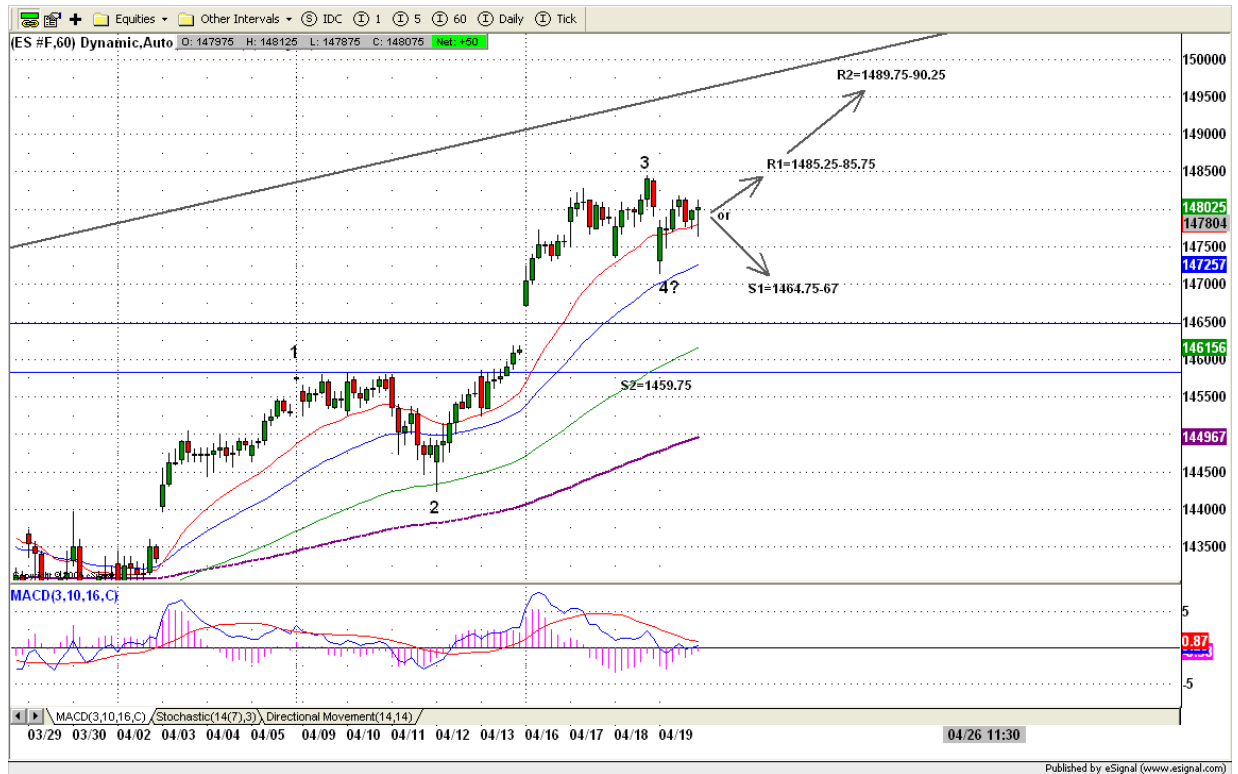 Equities Other Intervals S IDC I 1 I 5 I 60 I Daily I Tick
(ES #F,60) Dynamic,Auto O: 147975 H: 148125 L: 147875 C: 148075 Net: +50
150000
R2=1489.75-90.25
149500
149000
3
R1=1485.25-85.75
148500
148025
or
147804
147500
147257
4?
S1=1464.75-67
147000
146500
1
146156
146000
S2=1459.75
145500
144967
144500
2
144000
143500
MACD(3,10,16,C)
5
0.87
-5
MACD(3,10,16,C) Stochastic(14(7),3) Directional Movement(14,14)
03/29 03/30 04/02 04/03 04/04 04/05 04/09 04/10 04/11 04/12 04/13 04/16 04/17 04/18 04/19 04/26 11:30
Published by eSignal (www.esignal.com)